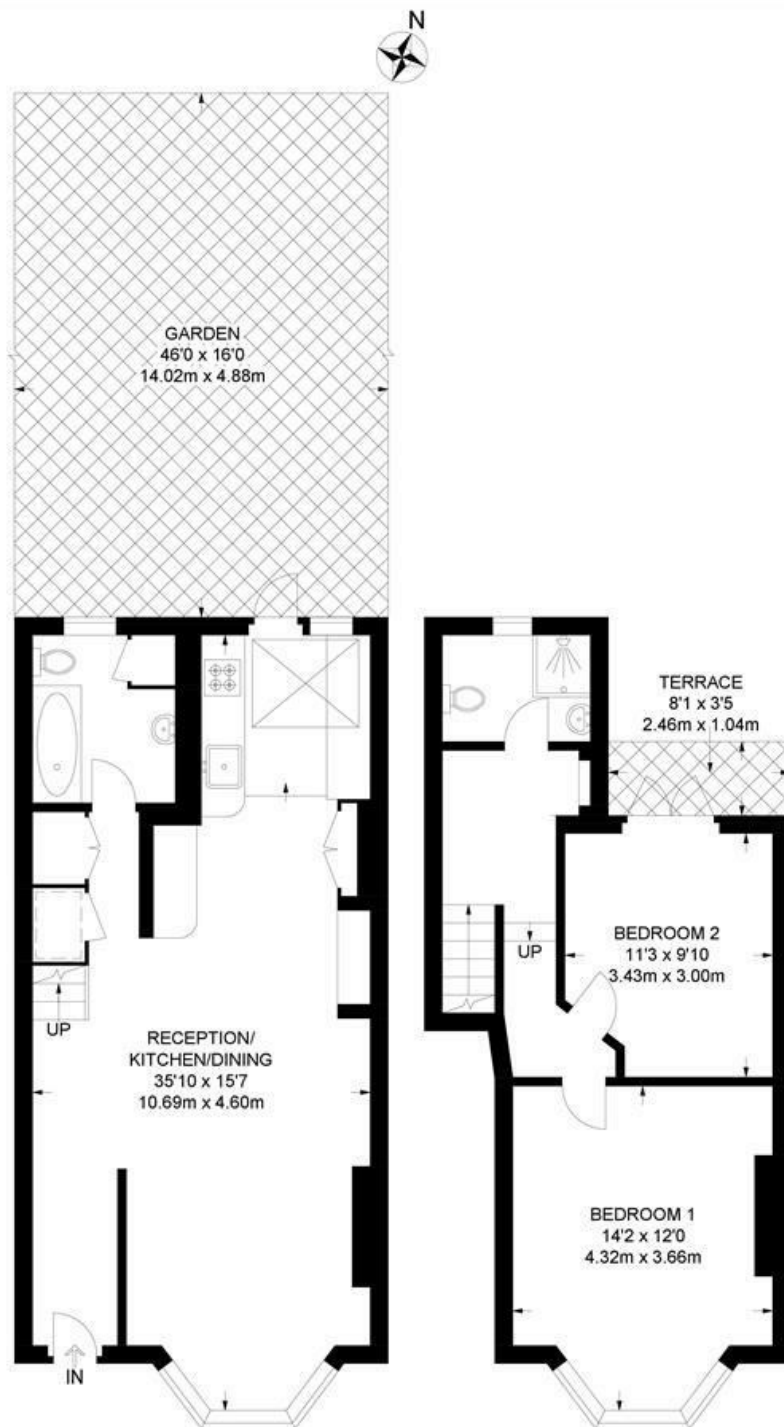 N
GARDEN
46'0 x 16'0
14.02m x 4.88m
TERRACE
8'1 x 3'5
2.46m x 1.04m
UP
RECEPTION/
KITCHEN/DINING
35'10 x 15'7
10.69m x 4.60m
IN
UP
BEDROOM 2
11'3 x 9'10
3.43m x 3.00m
BEDROOM 1
14'2 x 12'0
4.32m x 3.66m